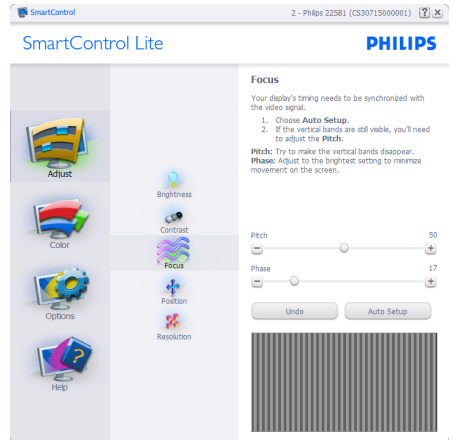 SmartControl
2 - Philips 225B1 (CS30715000001)
?
SmartControl Lite
PHILIPS
Adjust
Color
Options
Help
Brightness
Contrast
Focus
Position
Resolution
Focus
Your display's timing needs to be synchronized with
the video signal.
1. Choose Auto Setup.
2. If the vertical bands are still visible, you'll need
to adjust the Pitch.
Pitch: Try to make the vertical bands disappear.
Phase: Adjust to the brightest setting to minimize
movement on the screen.
Pitch 50
Phase 17
Undo
Auto Setup